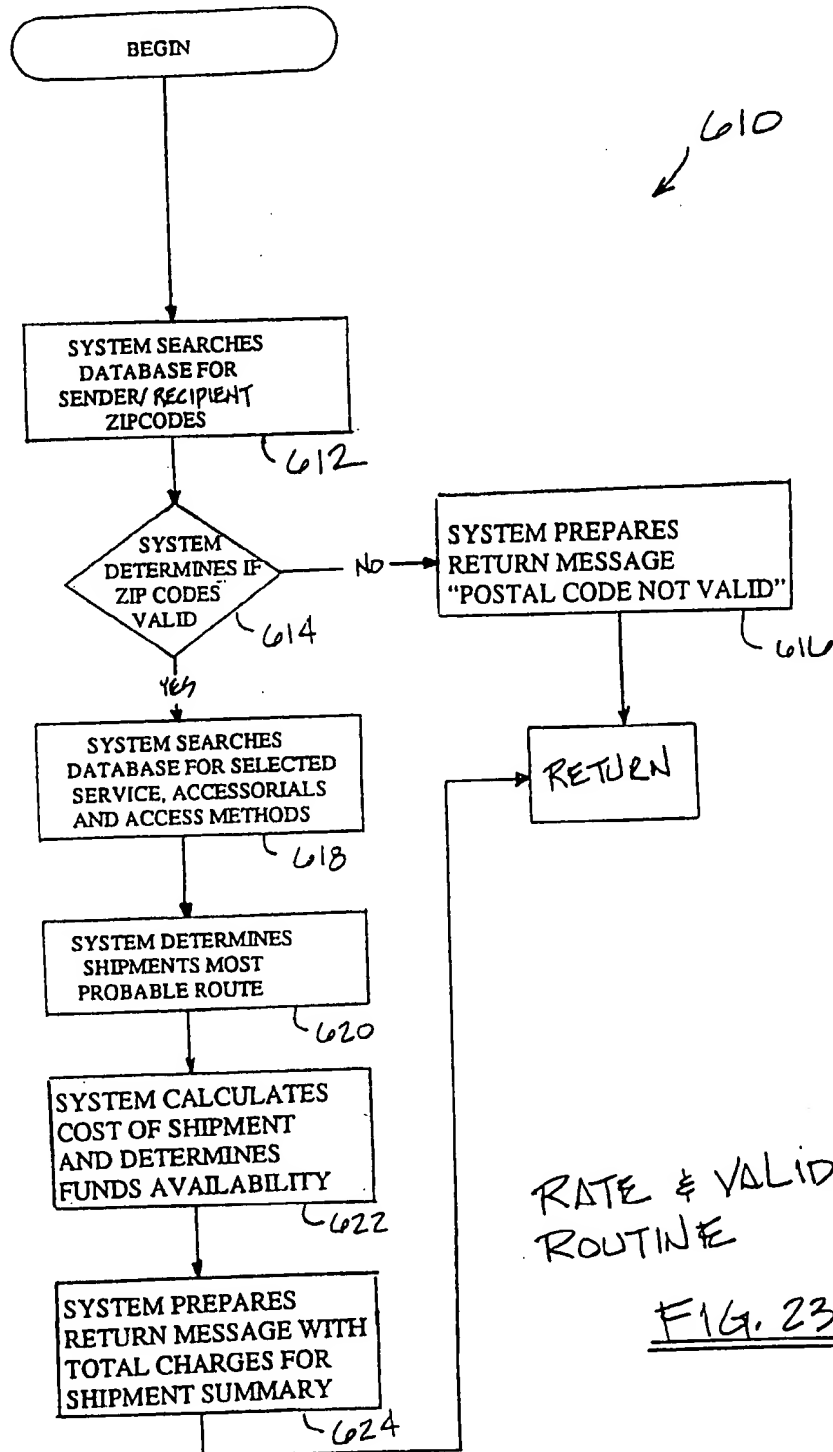 BEGIN
610
SYSTEM SEARCHES
DATABASE FOR
SENDER/RECIPIENT
ZIPCODES
612
SYSTEM
DETERMINES IF
ZIP CODES
VALID
614
NO
SYSTEM PREPARES
RETURN MESSAGE
"POSTAL CODE NOT VALID"
616
YES
SYSTEM SEARCHES
DATABASE FOR SELECTED
SERVICE, ACCESSORIALS
AND ACCESS METHODS
618
RETURN
SYSTEM DETERMINES
SHIPMENTS MOST
PROBABLE ROUTE
620
SYSTEM CALCULATES
COST OF SHIPMENT
AND DETERMINES
FUNDS AVAILABILITY
622
SYSTEM PREPARES
RETURN MESSAGE WITH
TOTAL CHARGES FOR
SHIPMENT SUMMARY
624
RATE & VALID
ROUTINE
FIG. 23